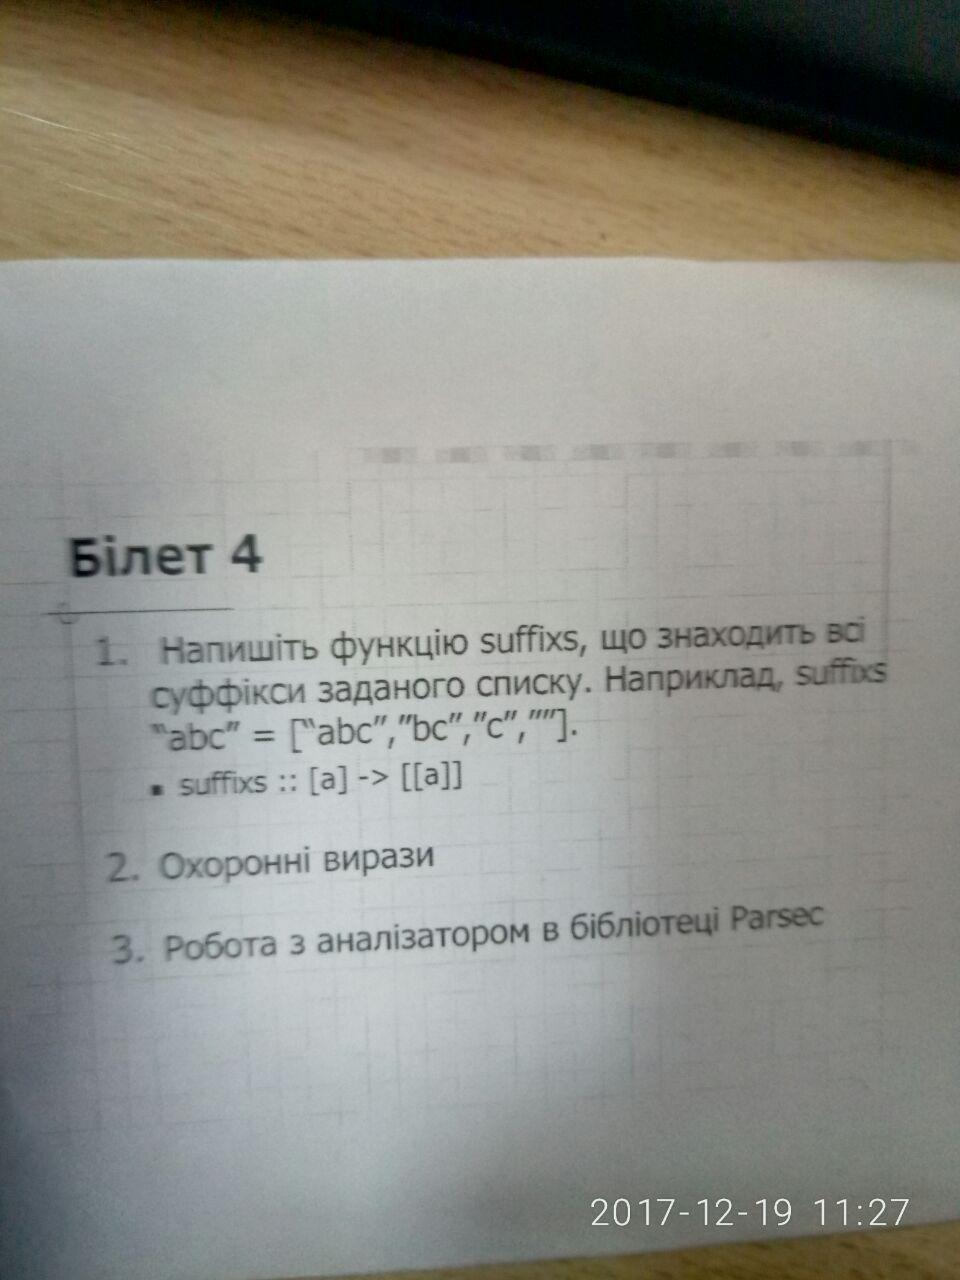 Білет 4
1. Напишіть функцію suffixs, що знаходить всі
суффікси заданого списку. Наприклад, suffixs
“abc” = [“abc”,”bc”,”c”,””].
▪ suffixs :: [a] -> [[a]]
2. Охоронні вирази
3. Робота з аналізатором в бібліотеці Parsec
2017-12-19 11:27